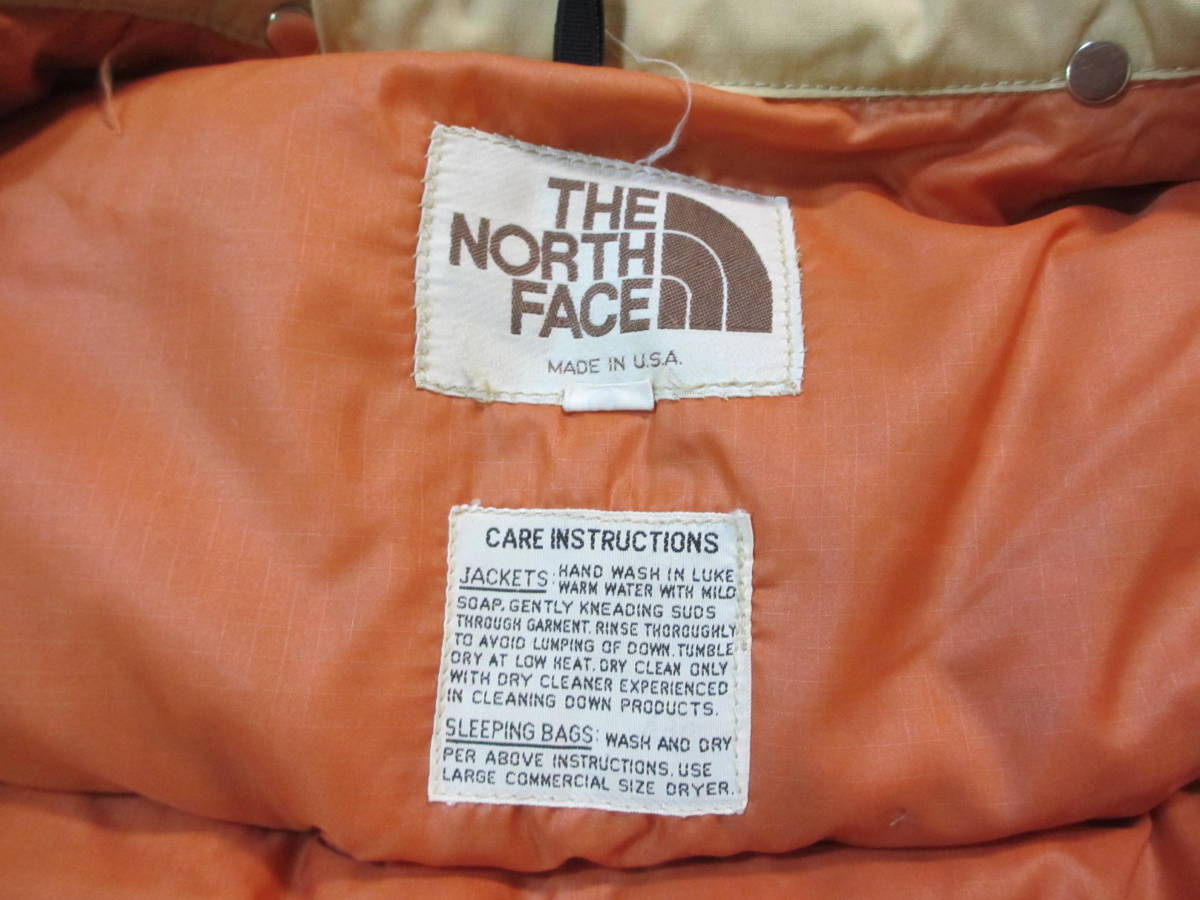 THE
NORTH
FACE
MADE IN U.S.A.
CARE INSTRUCTIONS
JACKETS: HAND WASH IN LUKE
WARM WATER WITH MILD
SOAP, GENTLY KNEADING SUDS
THROUGH GARMENT. RINSE THOROUGHLY
TO AVOID LUMPING OF DOWN. TUMBLE
DRY AT LOW HEAT. DRY CLEAN ONLY
WITH DRY CLEANER EXPERIENCED
IN CLEANING DOWN PRODUCTS.
SLEEPING BAGS: WASH AND DRY
PER ABOVE INSTRUCTIONS. USE
LARGE COMMERCIAL SIZE DRYER.